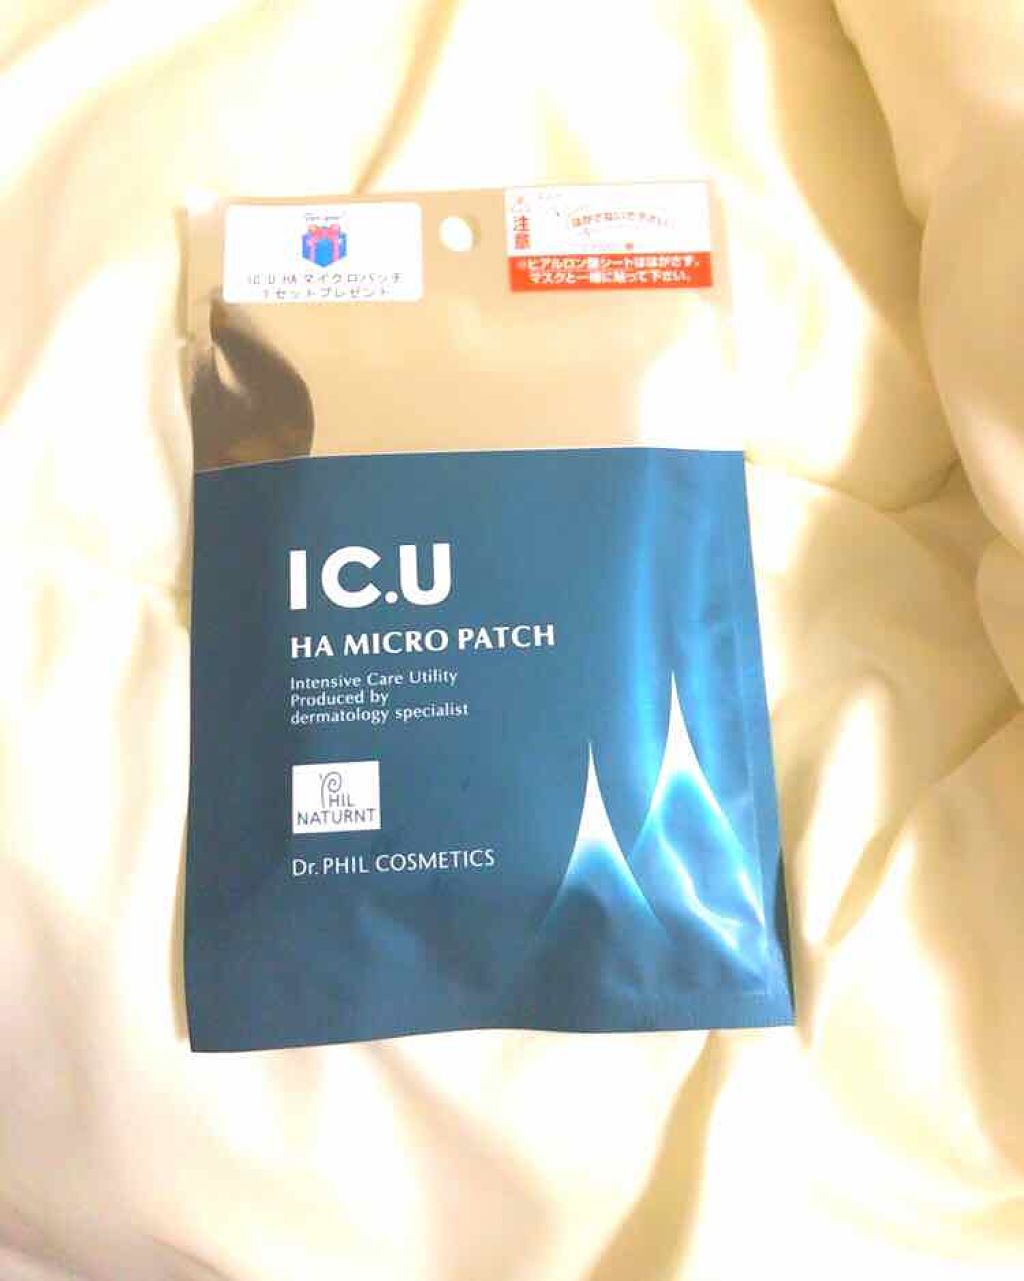 for you!
IC.U HA マイクロパッチ
1セットプレゼント
注意
はがさないで下さい
※ヒアルロン酸シートははがさず、
マスクと一緒に貼って下さい。
IC.U
HA MICRO PATCH
Intensive Care Utility
Produced by
dermatology specialist
PHIL
NATURNT
Dr. PHIL COSMETICS